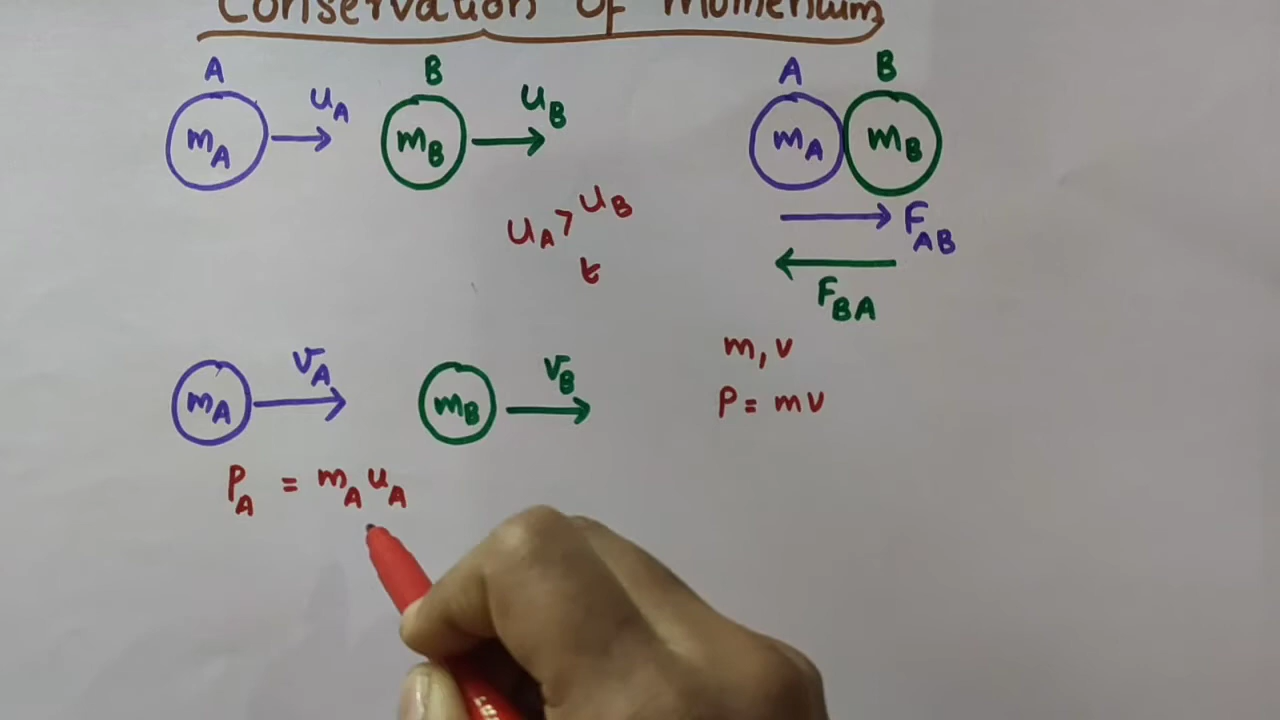 Conservation of Momentum
A B A B
mA uA mB uB mA mB
uA > uB
t
FAB
FBA
mA vA mB vB
m, v
P = mv
PA = mA uA